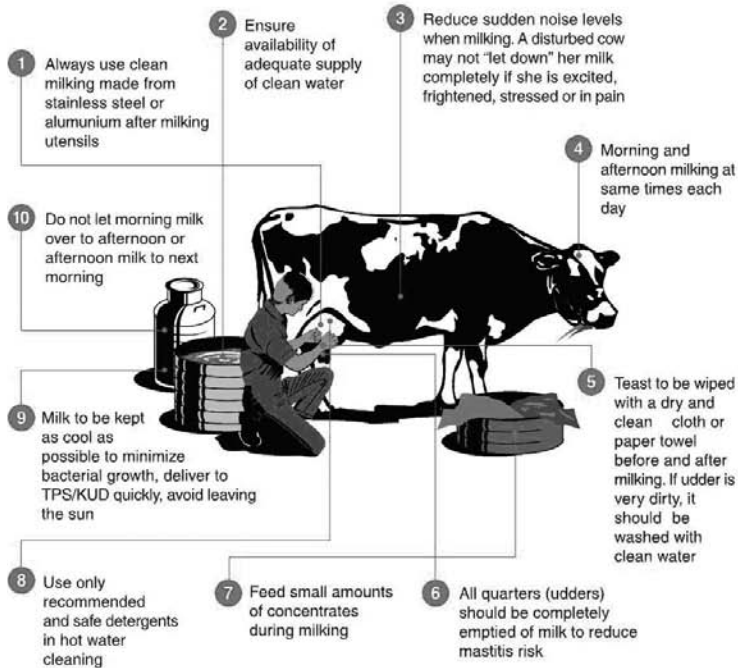 1
Always use clean
milking made from
stainless steel or
alumunium after milking
utensils
2
Ensure
availability of
adequate supply
of clean water
3
Reduce sudden noise levels
when milking. A disturbed cow
may not "let down" her milk
completely if she is excited,
frightened, stressed or in pain
4
Morning and
afternoon milking at
same times each
day
5
Teast to be wiped
with a dry and
clean cloth or
paper towel
before and after
milking. If udder is
very dirty, it
should be
washed with
clean water
6
All quarters (udders)
should be completely
emptied of milk to reduce
mastitis risk
7
Feed small amounts
of concentrates
during milking
8
Use only
recommended
and safe detergents
in hot water
cleaning
9
Milk to be kept
as cool as
possible to minimize
bacterial growth, deliver to
TPS/KUD quickly, avoid leaving
the sun
10
Do not let morning milk
over to afternoon or
afternoon milk to next
morning